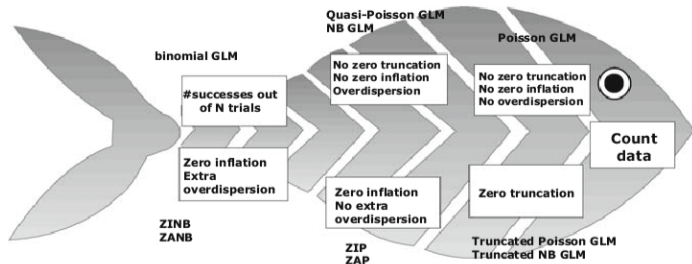 Quasi-Poisson GLM
NB GLM
Poisson GLM
binomial GLM
No zero truncation
No zero inflation
Overdispersion
No zero truncation
No zero inflation
No overdispersion
#successes out
of N trials
Count
data
Zero inflation
Extra
overdispersion
Zero inflation
No extra
overdispersion
Zero truncation
ZINB
ZANB
ZIP
ZAP
Truncated Poisson GLM
Truncated NB GLM